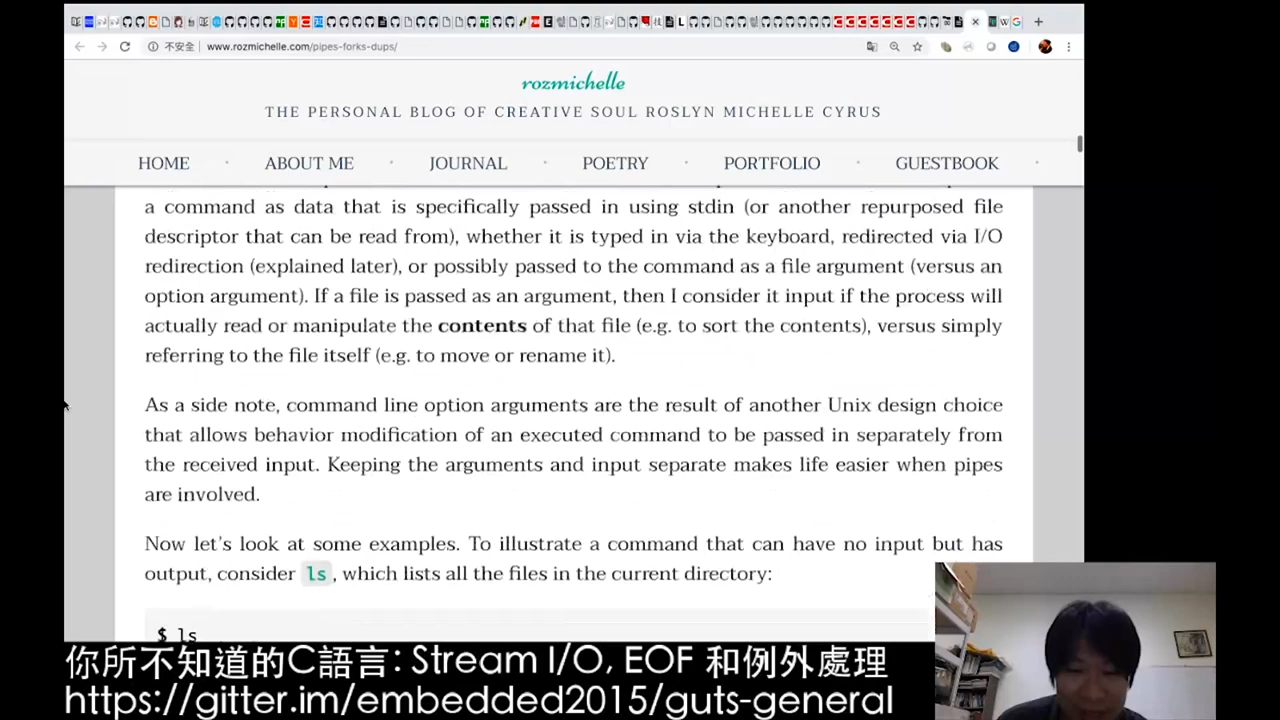 不安全 www.rozmichelle.com/pipes-forks-dups/
rozmichelle
THE PERSONAL BLOG OF CREATIVE SOUL ROSLYN MICHELLE CYRUS
HOME · ABOUT ME · JOURNAL · POETRY · PORTFOLIO · GUESTBOOK ·
a command as data that is specifically passed in using stdin (or another repurposed file
descriptor that can be read from), whether it is typed in via the keyboard, redirected via I/O
redirection (explained later), or possibly passed to the command as a file argument (versus an
option argument). If a file is passed as an argument, then I consider it input if the process will
actually read or manipulate the contents of that file (e.g. to sort the contents), versus simply
referring to the file itself (e.g. to move or rename it).
As a side note, command line option arguments are the result of another Unix design choice
that allows behavior modification of an executed command to be passed in separately from
the received input. Keeping the arguments and input separate makes life easier when pipes
are involved.
Now let's look at some examples. To illustrate a command that can have no input but has
output, consider ls, which lists all the files in the current directory:
$ ls
你所不知道的C語言: Stream I/O, EOF 和例外處理
https://gitter.im/embedded2015/guts-general